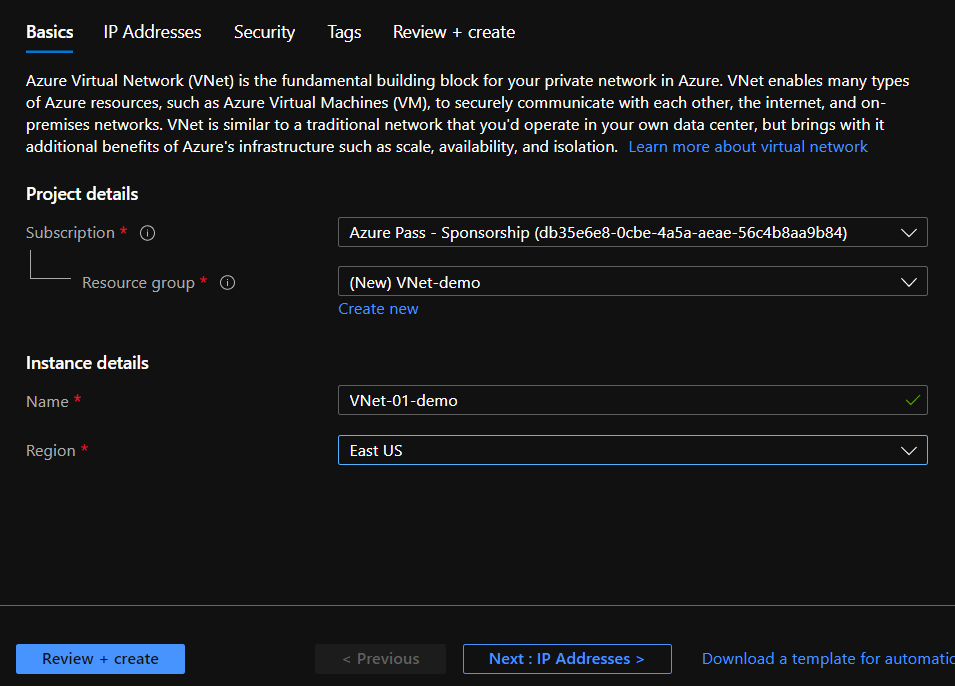 Basics IP Addresses Security Tags Review + create
Azure Virtual Network (VNet) is the fundamental building block for your private network in Azure. VNet enables many types
of Azure resources, such as Azure Virtual Machines (VM), to securely communicate with each other, the internet, and on-
premises networks. VNet is similar to a traditional network that you'd operate in your own data center, but brings with it
additional benefits of Azure's infrastructure such as scale, availability, and isolation. Learn more about virtual network
Project details
Subscription * Azure Pass - Sponsorship (db35e6e8-0cbe-4a5a-aeae-56c4b8aa9b84)
Resource group * (New) VNet-demo
Create new
Instance details
Name * VNet-01-demo
Region * East US
Review + create < Previous Next : IP Addresses > Download a template for automatic